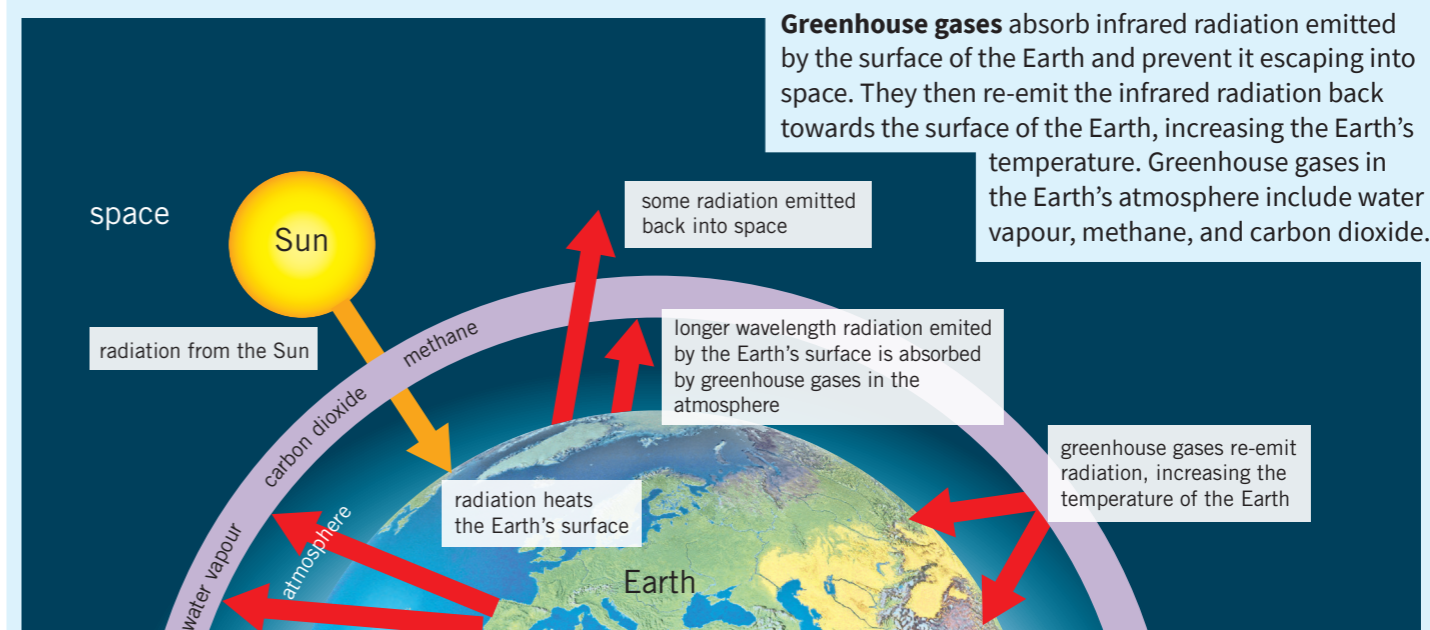 Greenhouse gases absorb infrared radiation emitted
by the surface of the Earth and prevent it escaping into
space. They then re-emit the infrared radiation back
towards the surface of the Earth, increasing the Earth's
temperature. Greenhouse gases in
the Earth's atmosphere include water
vapour, methane, and carbon dioxide.
space
Sun
some radiation emitted
back into space
radiation from the Sun
methane
longer wavelength radiation emited
by the Earth's surface is absorbed
by greenhouse gases in the
atmosphere
carbon dioxide
greenhouse gases re-emit
radiation, increasing the
temperature of the Earth
radiation heats
the Earth's surface
atmosphere
water vapour
Earth